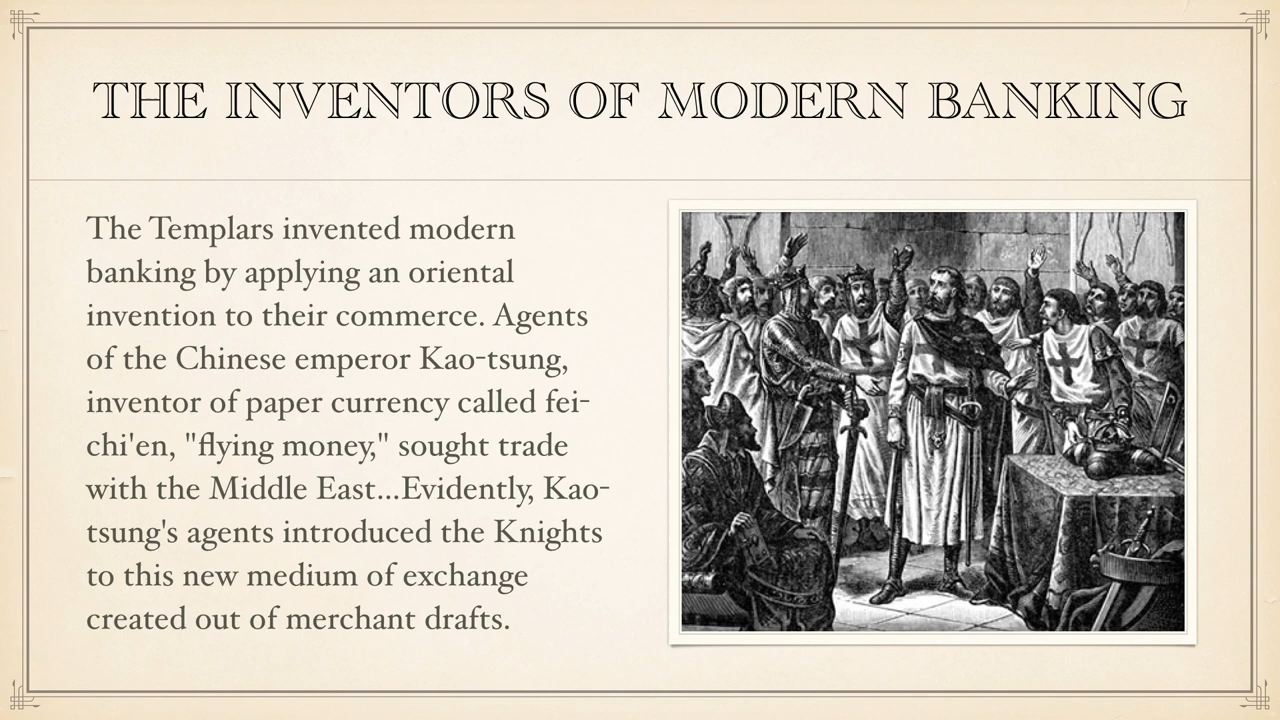 THE INVENTORS OF MODERN BANKING
The Templars invented modern
banking by applying an oriental
invention to their commerce. Agents
of the Chinese emperor Kao-tsung,
inventor of paper currency called fei-
chi'en, "flying money," sought trade
with the Middle East...Evidently, Kao-
tsung's agents introduced the Knights
to this new medium of exchange
created out of merchant drafts.